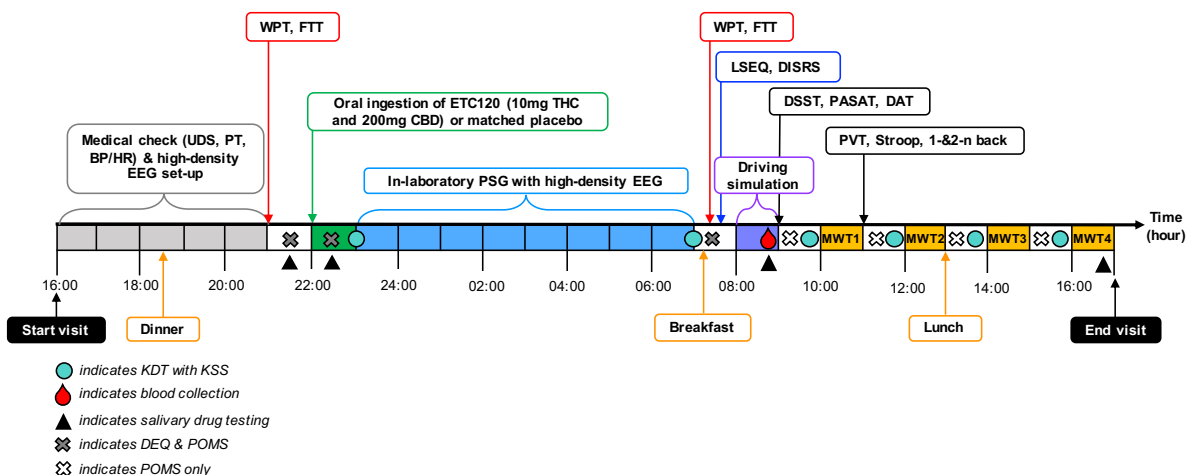 WPT, FTT
WPT, FTT
LSEQ, DISRS
Oral ingestion of ETC120 (10mg THC
and 200mg CBD) or matched placebo
DSST, PASAT, DAT
Medical check (UDS, PT,
BP/HR) & high-density
EEG set-up
PVT, Stroop, 1-&2-n back
In-laboratory PSG with high-density EEG
Driving
simulation
Time
(hour)
MWT1
MWT2
MWT3
MWT4
16:00
18:00
20:00
22:00
24:00
02:00
04:00
06:00
08:00
10:00
12:00
14:00
16:00
Start visit
Dinner
Breakfast
Lunch
End visit
indicates KDT with KSS
indicates blood collection
indicates salivary drug testing
indicates DEQ & POMS
indicates POMS only